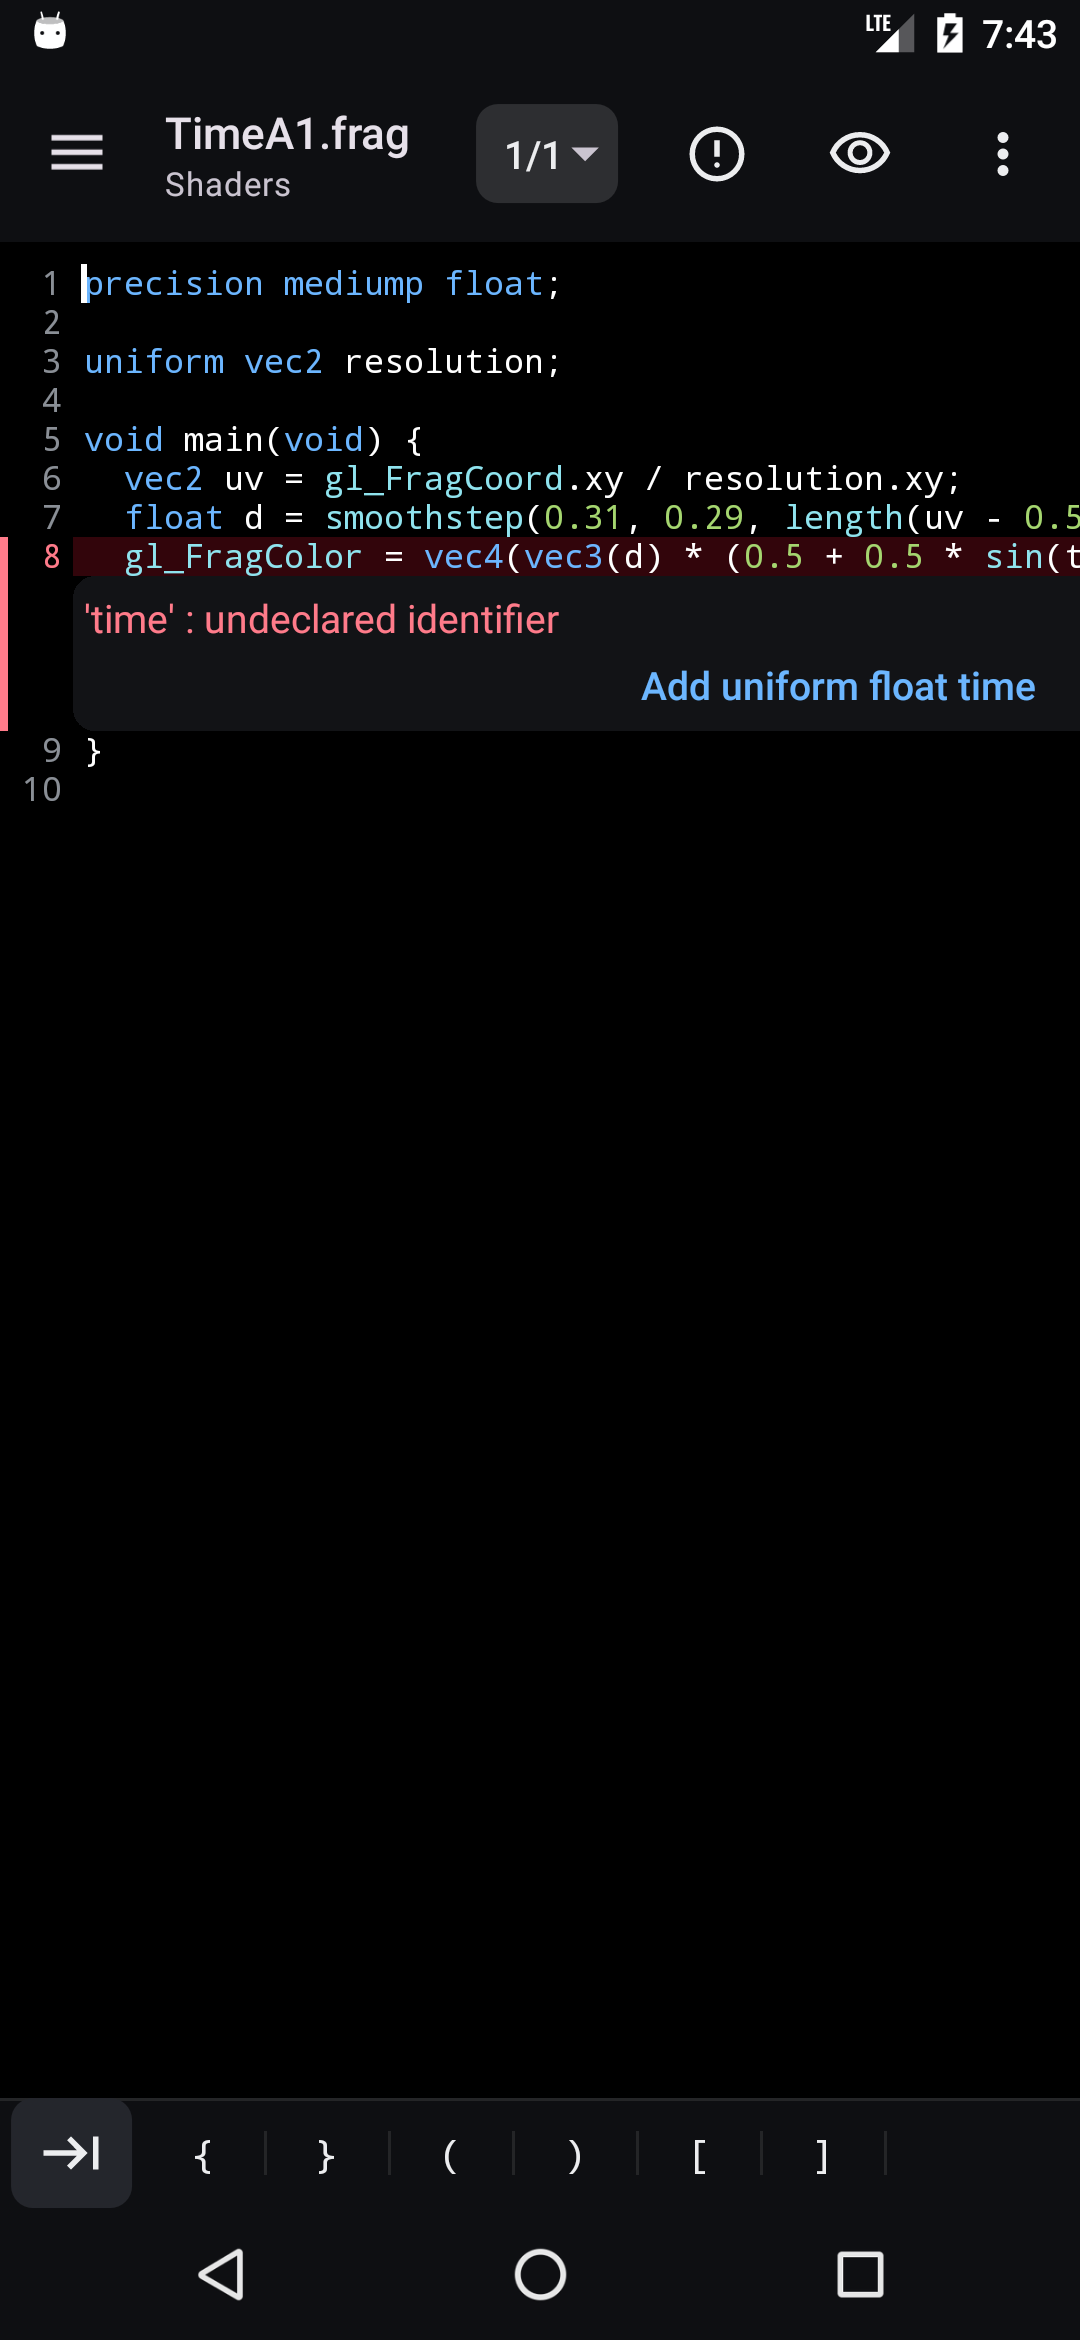 LTE 7:43
TimeA1.frag
Shaders
1/1
1 precision mediump float;
2
3 uniform vec2 resolution;
4
5 void main(void) {
6   vec2 uv = gl_FragCoord.xy / resolution.xy;
7   float d = smoothstep(0.31, 0.29, length(uv - 0.5
8   gl_FragColor = vec4(vec3(d) * (0.5 + 0.5 * sin(t
'time' : undeclared identifier
Add uniform float time
9 }
10
{ } ( ) [ ]